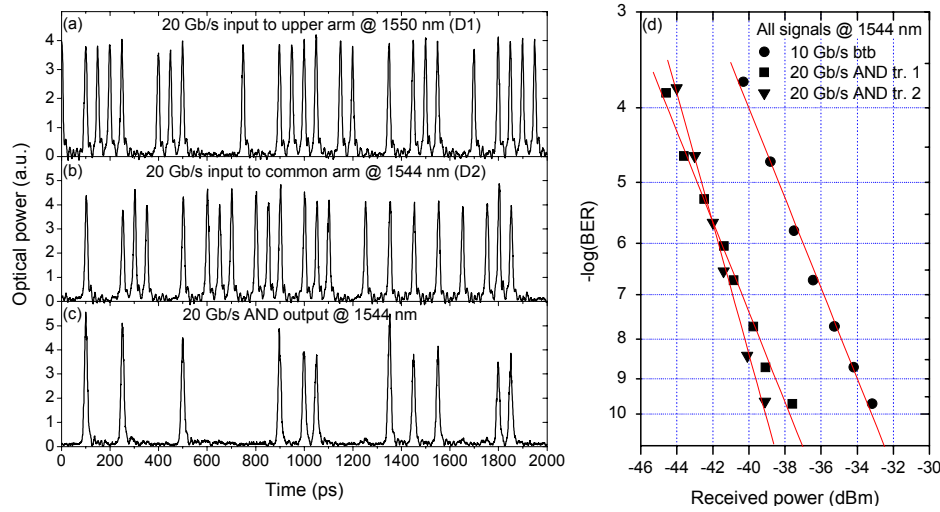 (a) 20 Gb/s input to upper arm @ 1550 nm (D1)
4
3
2
1
0
(b) 20 Gb/s input to common arm @ 1544 nm (D2)
5
4
3
2
1
0
(c) 20 Gb/s AND output @ 1544 nm
5
4
3
2
1
0
Optical power (a.u.)
0 200 400 600 800 1000 1200 1400 1600 1800 2000
Time (ps)
(d) All signals @ 1544 nm
10 Gb/s btb
20 Gb/s AND tr. 1
20 Gb/s AND tr. 2
3
4
5
6
7
8
9
10
-log(BER)
-46 -44 -42 -40 -38 -36 -34 -32 -30
Received power (dBm)